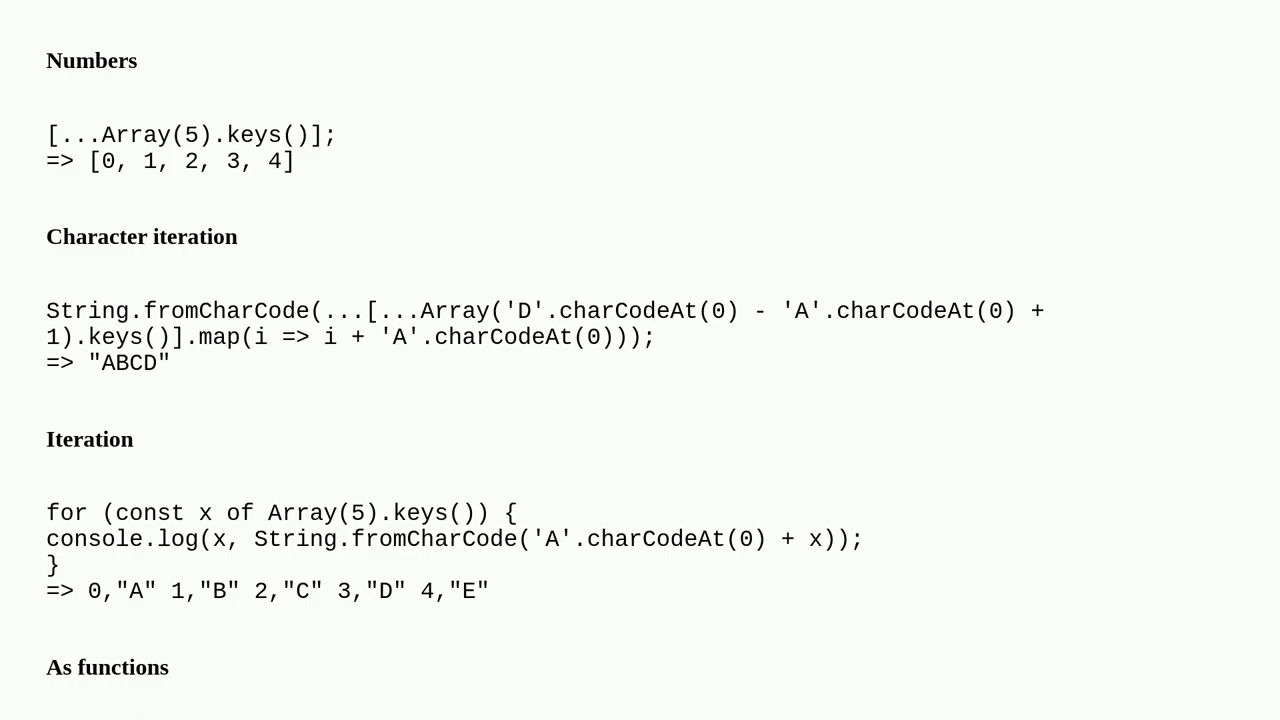 Numbers
[...Array(5).keys()];
=> [0, 1, 2, 3, 4]
Character iteration
String.fromCharCode(...[...Array('D'.charCodeAt(0) - 'A'.charCodeAt(0) +
1).keys()].map(i => i + 'A'.charCodeAt(0)));
=> "ABCD"
Iteration
for (const x of Array(5).keys()) {
console.log(x, String.fromCharCode('A'.charCodeAt(0) + x));
}
=> 0,"A" 1,"B" 2,"C" 3,"D" 4,"E"
As functions